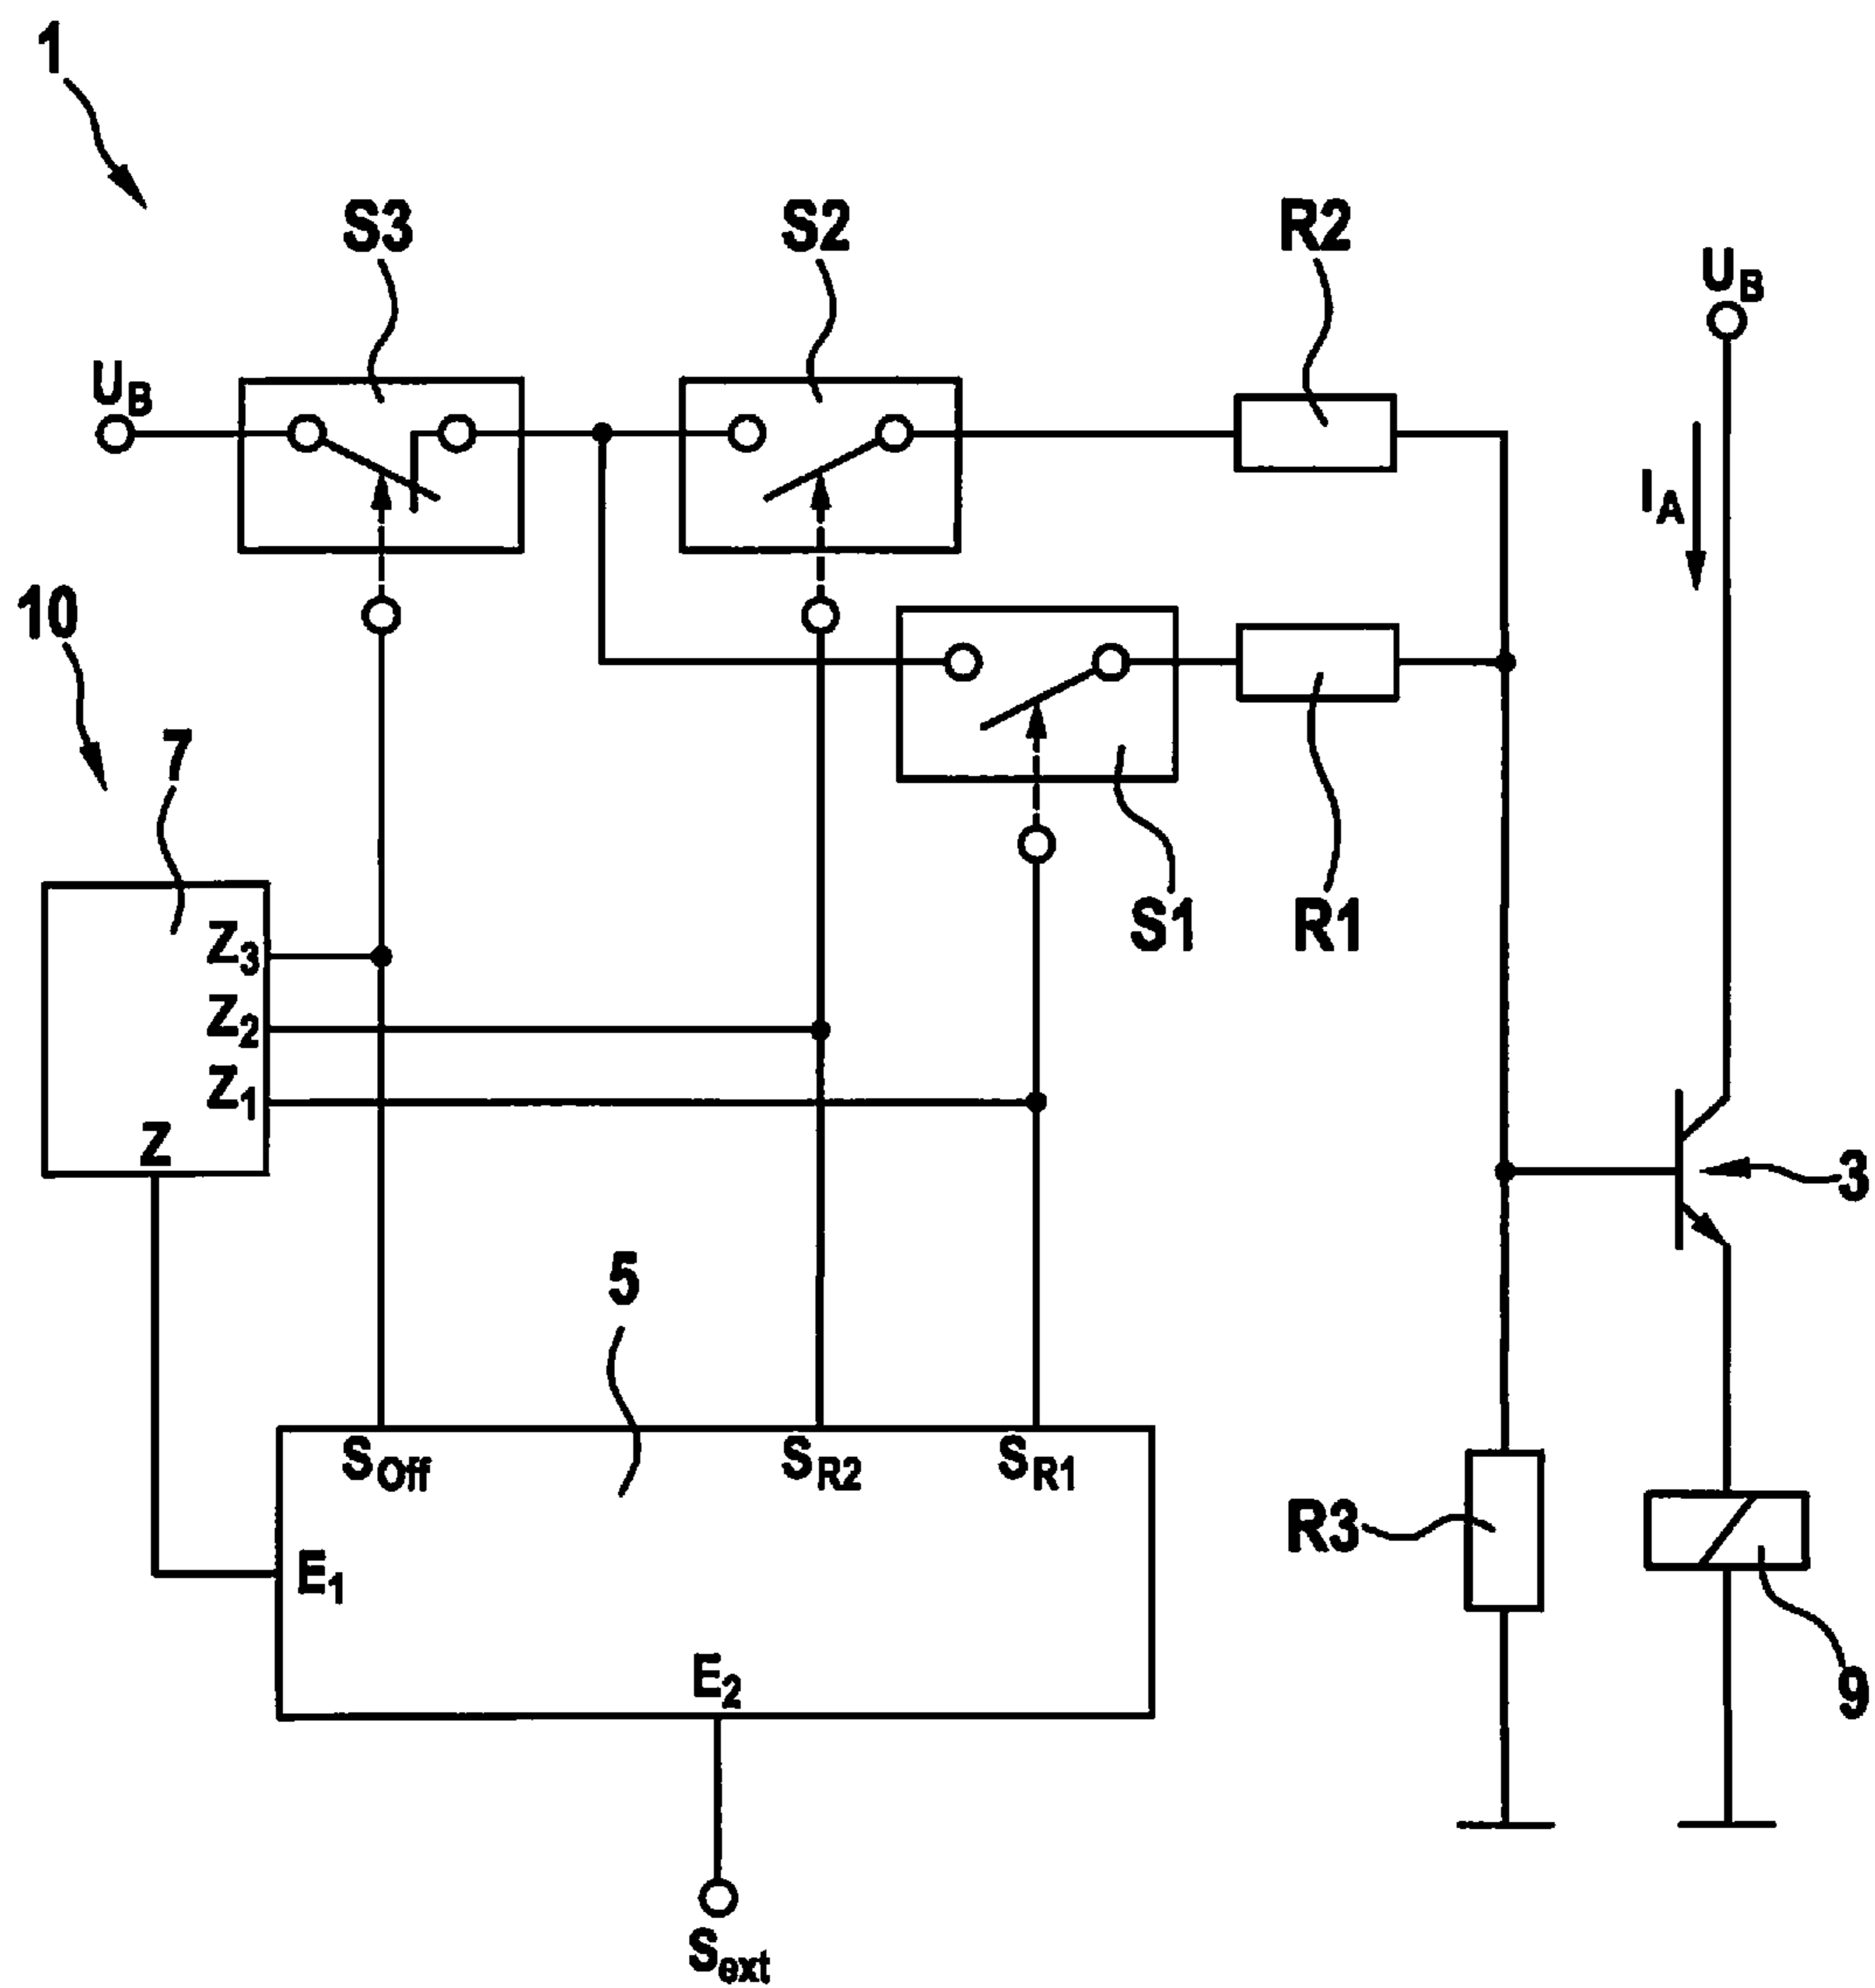 1
S3
S2
R2
U_B
U_B
I_A
10
7
S1
R1
Z_3
Z_2
Z_1
Z
3
5
S_Off
S_R2
S_R1
R3
E_1
E_2
9
S_ext